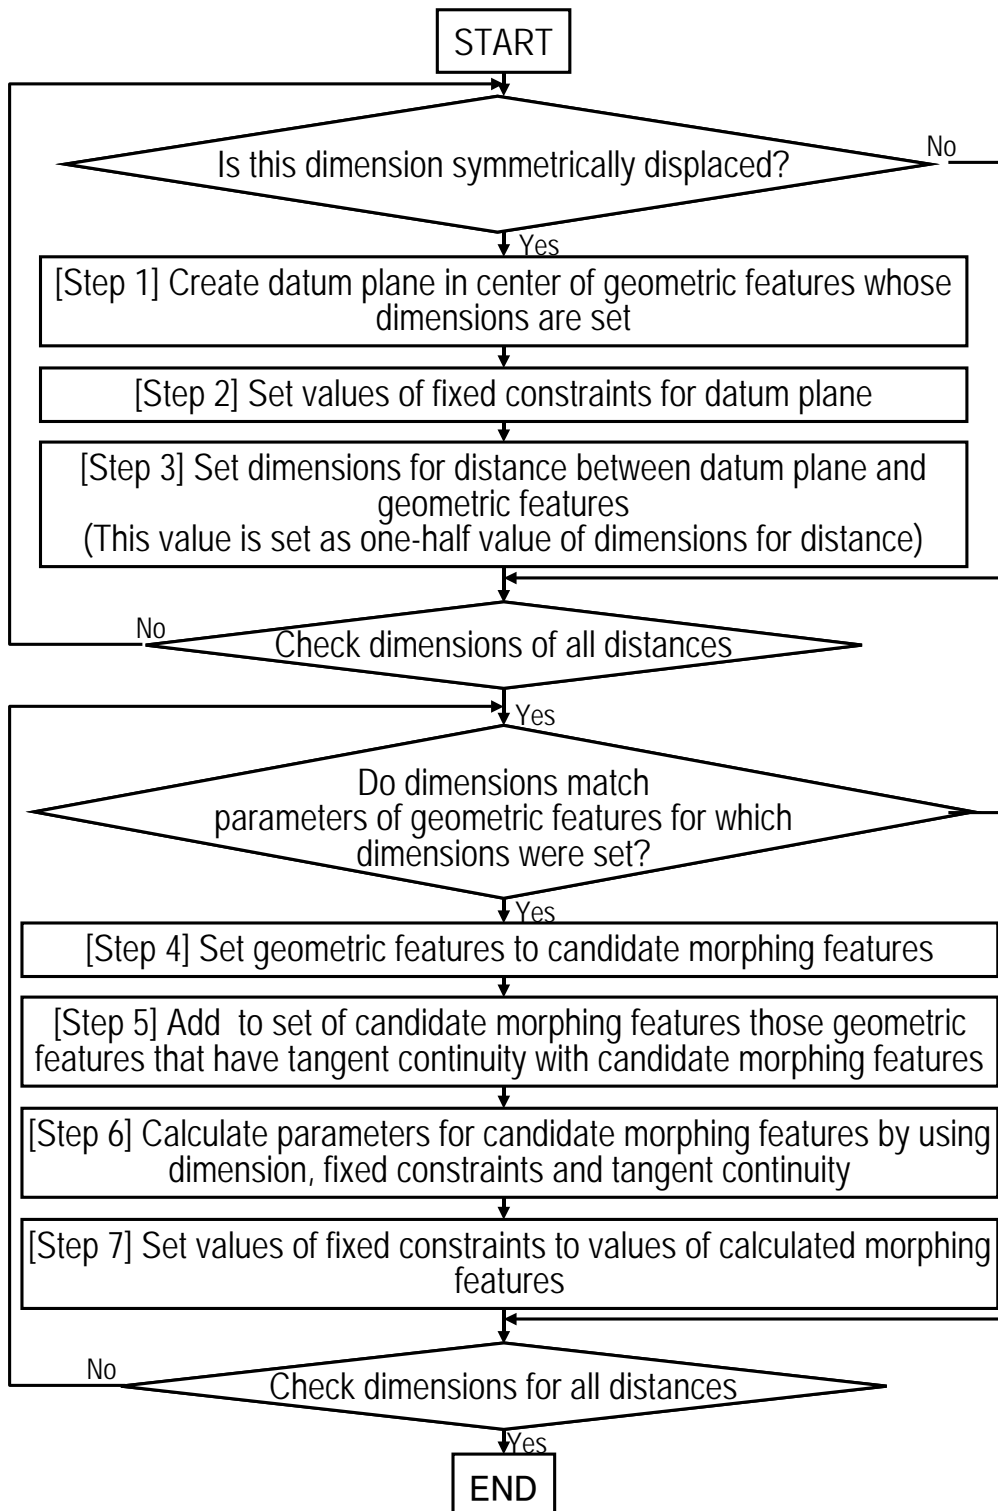 START
Is this dimension symmetrically displaced?
No
Yes
[Step 1] Create datum plane in center of geometric features whose
dimensions are set
[Step 2] Set values of fixed constraints for datum plane
[Step 3] Set dimensions for distance between datum plane and
geometric features
(This value is set as one-half value of dimensions for distance)
No
Check dimensions of all distances
Yes
Do dimensions match
parameters of geometric features for which
dimensions were set?
Yes
[Step 4] Set geometric features to candidate morphing features
[Step 5] Add to set of candidate morphing features those geometric
features that have tangent continuity with candidate morphing features
[Step 6] Calculate parameters for candidate morphing features by using
dimension, fixed constraints and tangent continuity
[Step 7] Set values of fixed constraints to values of calculated morphing
features
No
Check dimensions for all distances
Yes
END